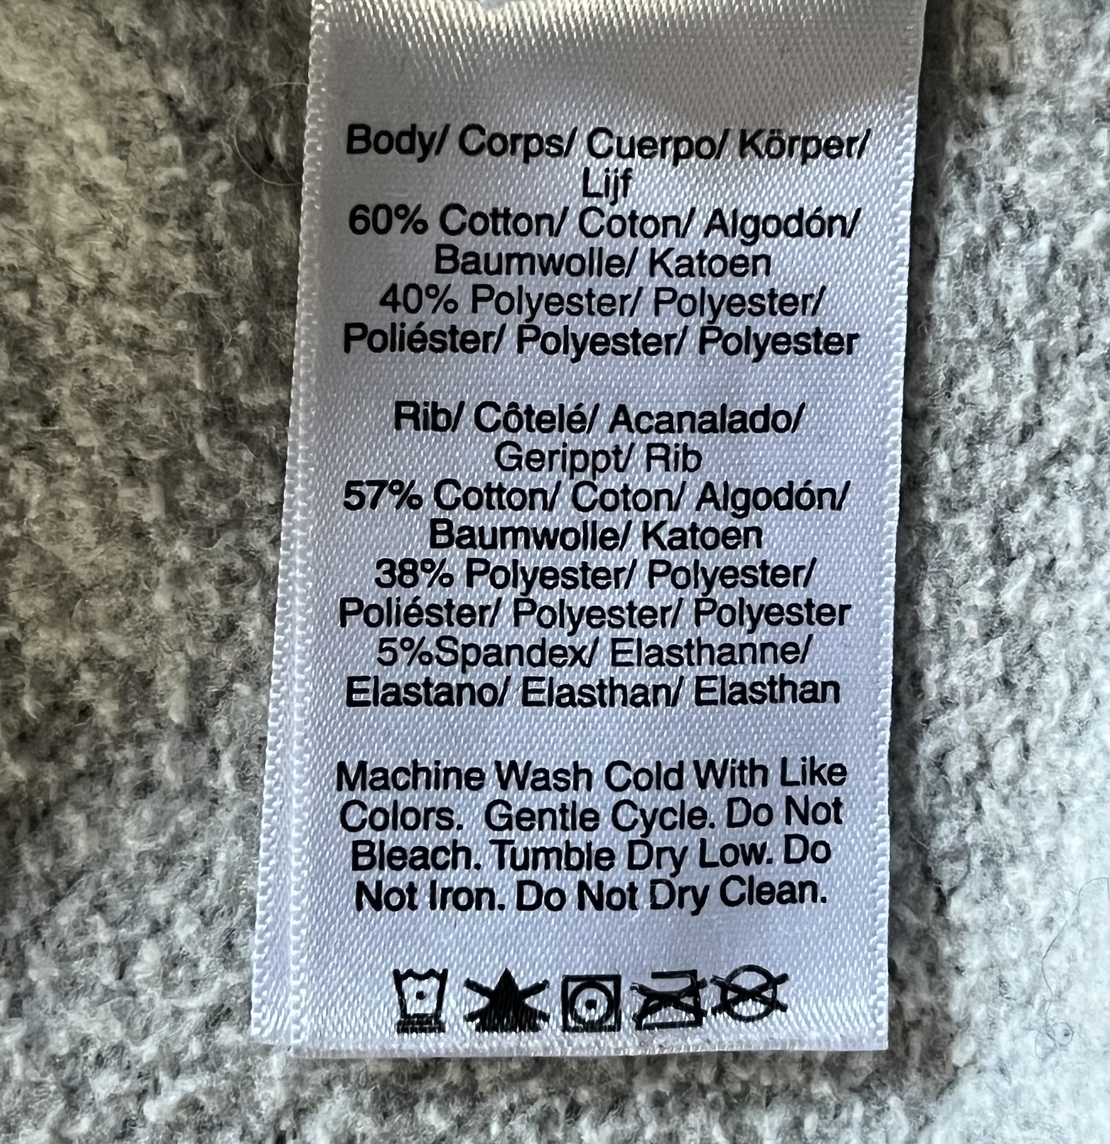 Body/ Corps/ Cuerpo/ Körper/
Lijf
60% Cotton/ Coton/ Algodón/
Baumwolle/ Katoen
40% Polyester/ Polyester/
Poliéster/ Polyester/ Polyester
Rib/ Côtelé/ Acanalado/
Gerippt/ Rib
57% Cotton/ Coton/ Algodón/
Baumwolle/ Katoen
38% Polyester/ Polyester/
Poliéster/ Polyester/ Polyester
5%Spandex/ Elasthanne/
Elastano/ Elasthan/ Elasthan
Machine Wash Cold With Like
Colors.  Gentle Cycle. Do Not
Bleach. Tumble Dry Low. Do
Not Iron. Do Not Dry Clean.